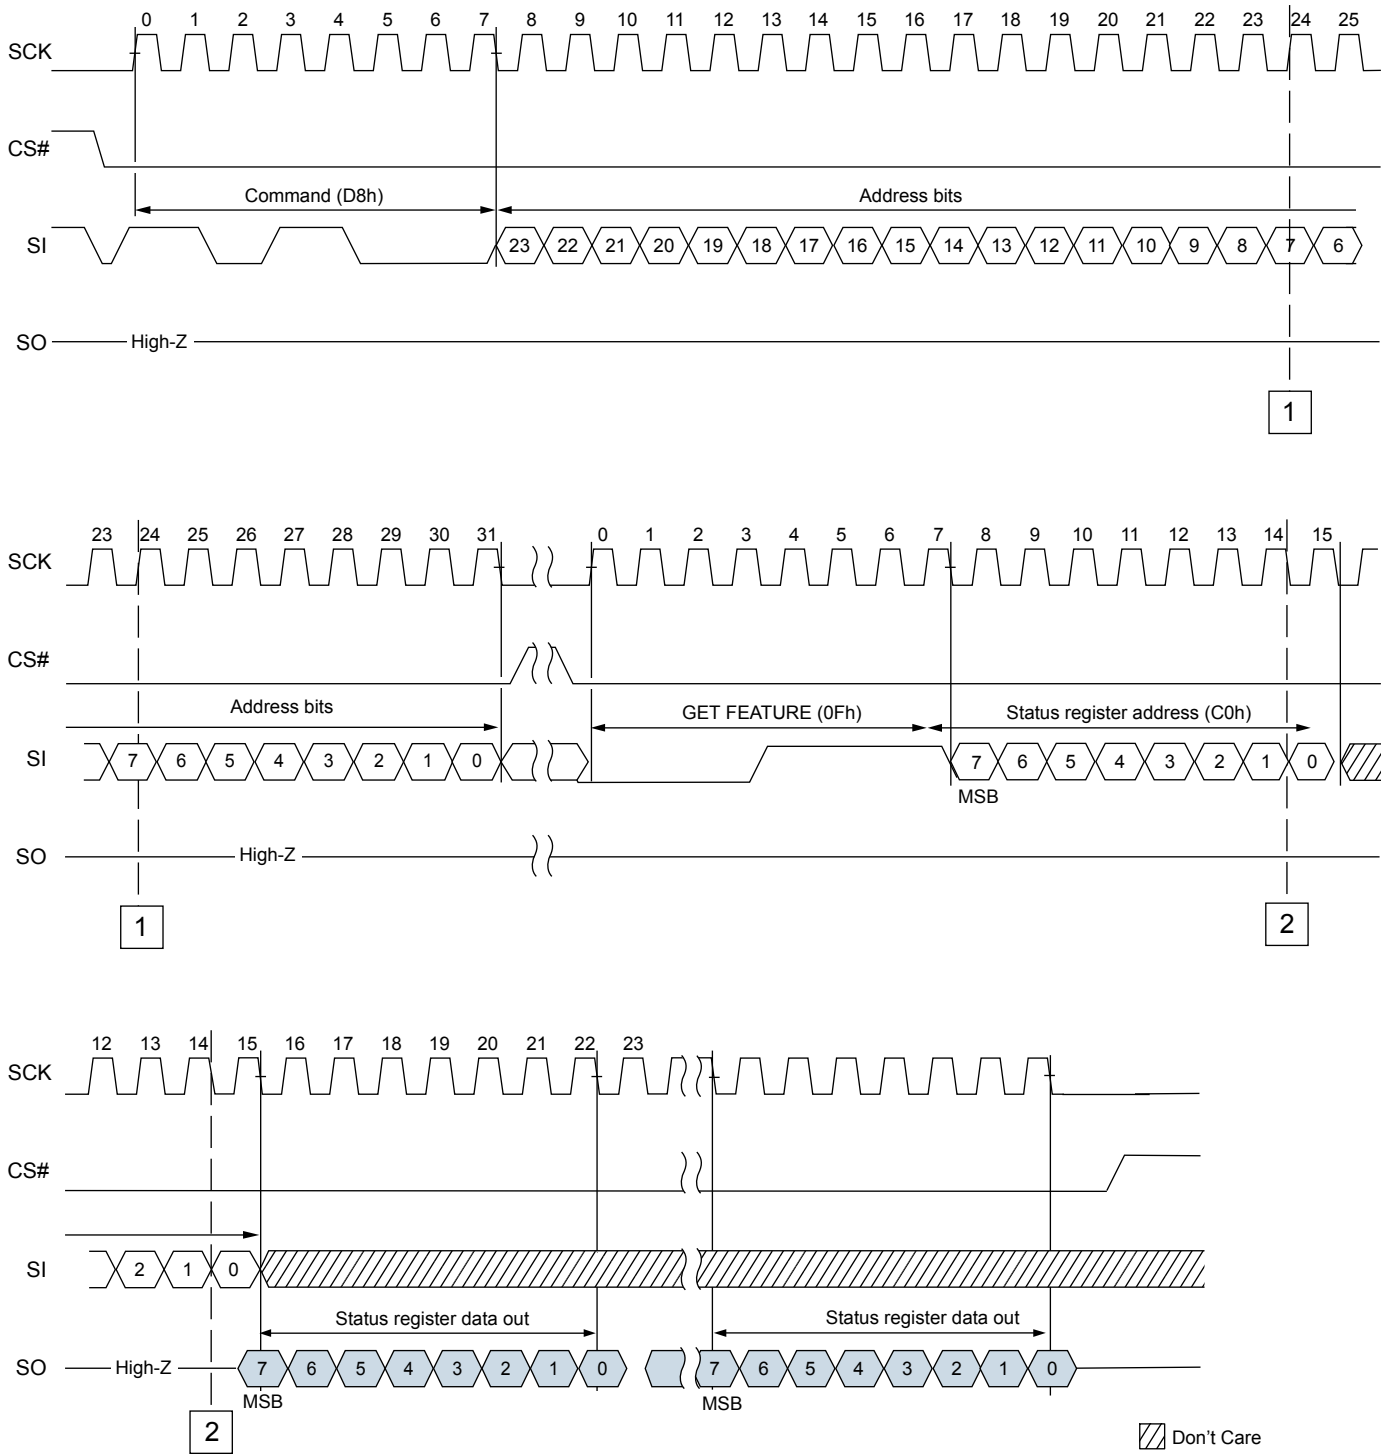 0 1 2 3 4 5 6 7 8 9 10 11 12 13 14 15 16 17 18 19 20 21 22 23 24 25
SCK
CS#
Command (D8h) Address bits
SI 23 22 21 20 19 18 17 16 15 14 13 12 11 10 9 8 7 6
SO High-Z
1
23 24 25 26 27 28 29 30 31 0 1 2 3 4 5 6 7 8 9 10 11 12 13 14 15
SCK
CS#
Address bits GET FEATURE (0Fh) Status register address (C0h)
SI 7 6 5 4 3 2 1 0 7 6 5 4 3 2 1 0
MSB
SO High-Z
1 2
12 13 14 15 16 17 18 19 20 21 22 23
SCK
CS#
SI 2 1 0
Status register data out Status register data out
SO High-Z 7 6 5 4 3 2 1 0 7 6 5 4 3 2 1 0
MSB MSB
2
Don't Care